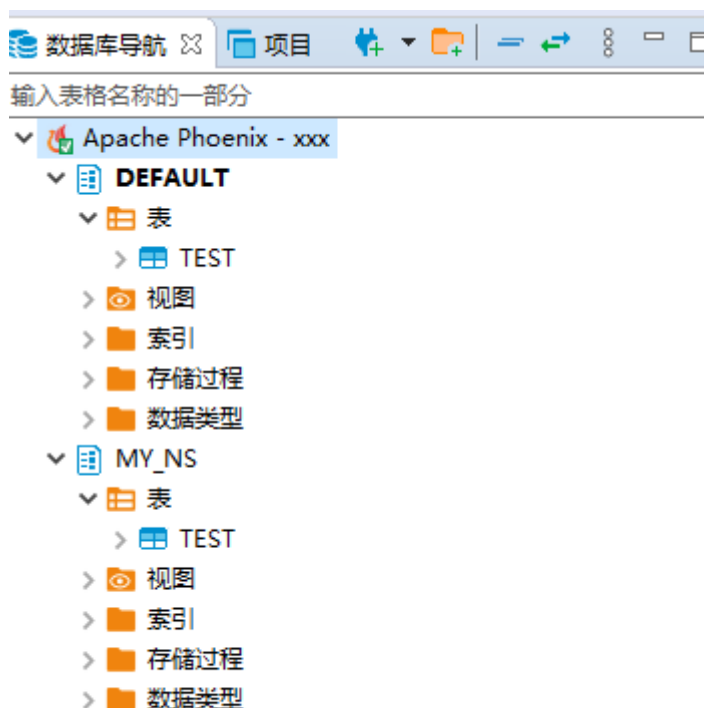 数据库导航 项目
输入表格名称的一部分
Apache Phoenix - xxx
DEFAULT
表
TEST
视图
索引
存储过程
数据类型
MY_NS
表
TEST
视图
索引
存储过程
数据类型